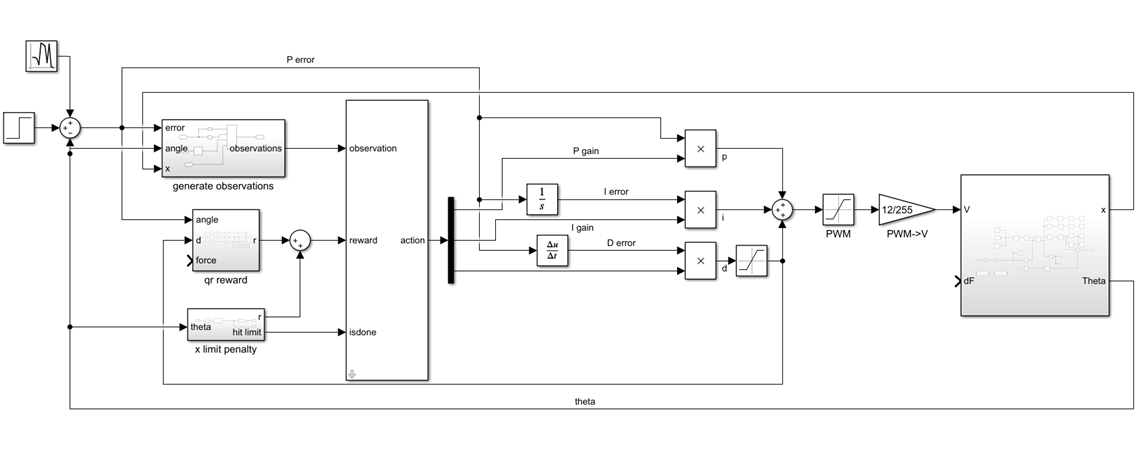 P error
error
angle
x
observations
generate observations
angle
d
force
r
qr reward
theta
r
hit limit
x limit penalty
observation
reward
isdone
action
P gain
1
s
I error
I gain
Δu
Δt
D error
×
p
×
i
×
d
PWM
12/255
PWM->V
V
dF
x
Theta
theta